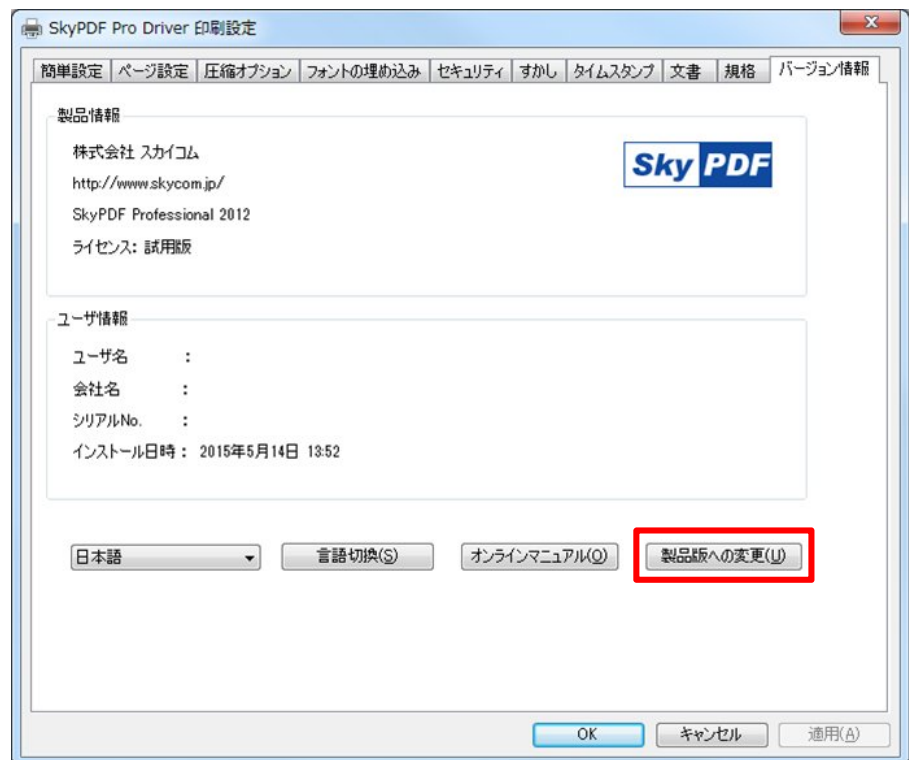 SkyPDF Pro Driver 印刷設定
簡単設定 ページ設定 圧縮オプション フォントの埋め込み セキュリティ すかし タイムスタンプ 文書 規格 バージョン情報
製品情報
株式会社 スカイコム
Sky PDF
http://www.skycom.jp/
SkyPDF Professional 2012
ライセンス: 試用版
ユーザ情報
ユーザ名 :
会社名 :
シリアルNo. :
インストール日時 : 2015年5月14日 13:52
日本語 言語切換(S) オンラインマニュアル(O) 製品版への変更(U)
OK キャンセル 適用(A)